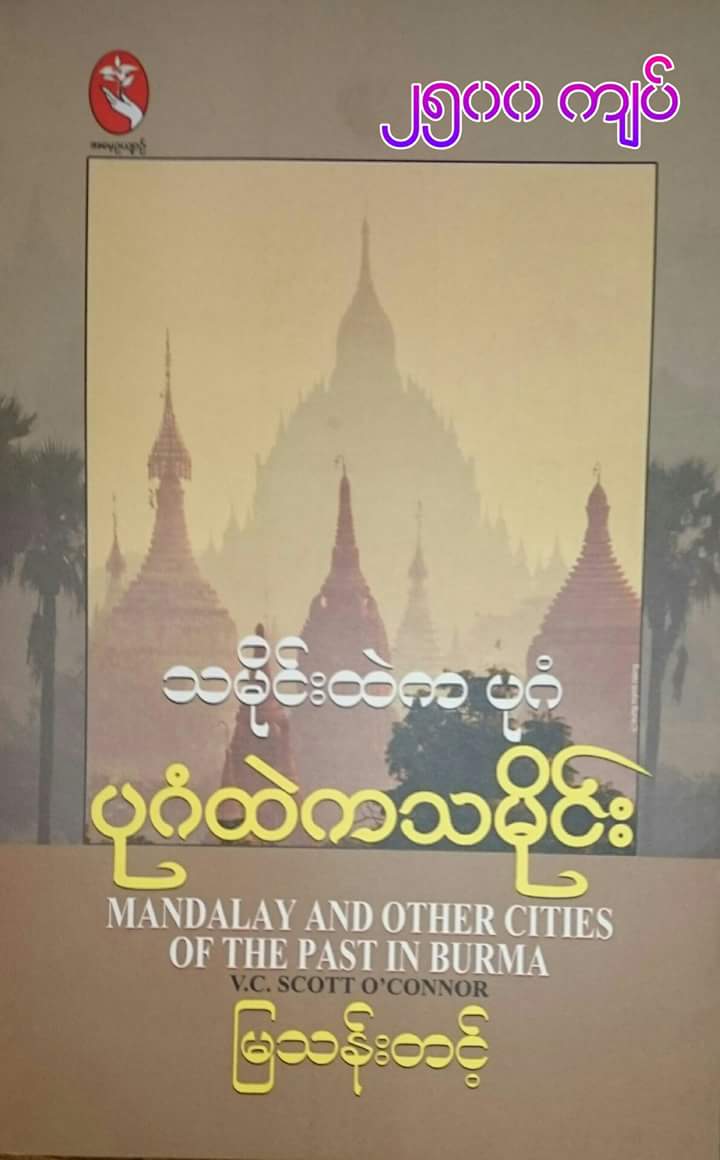 ၂၅၀၀ ကျပ်
သမိုင်းထဲက ပုဂံ
ပုဂံထဲကသမိုင်း
MANDALAY AND OTHER CITIES
OF THE PAST IN BURMA
V.C. SCOTT O'CONNOR
မြသန်းတင့်